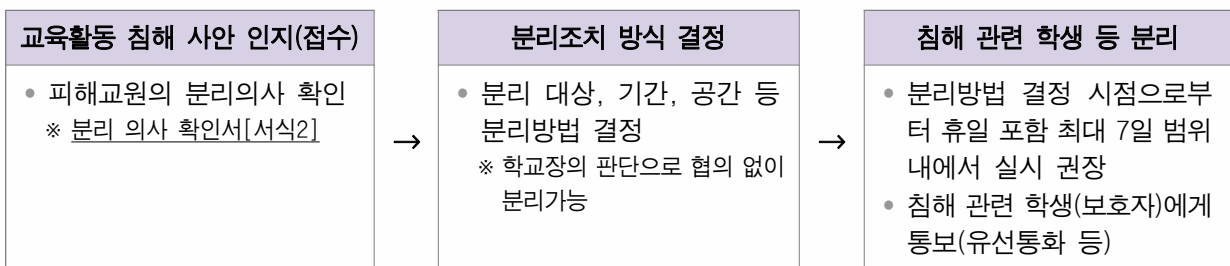 교육활동 침해 사안 인지(접수)
• 피해교원의 분리의사 확인
※ 분리 의사 확인서[서식2]
→
분리조치 방식 결정
• 분리 대상, 기간, 공간 등
분리방법 결정
※ 학교장의 판단으로 협의 없이
분리가능
→
침해 관련 학생 등 분리
• 분리방법 결정 시점으로부
터 휴일 포함 최대 7일 범위
내에서 실시 권장
• 침해 관련 학생(보호자)에게
통보(유선통화 등)